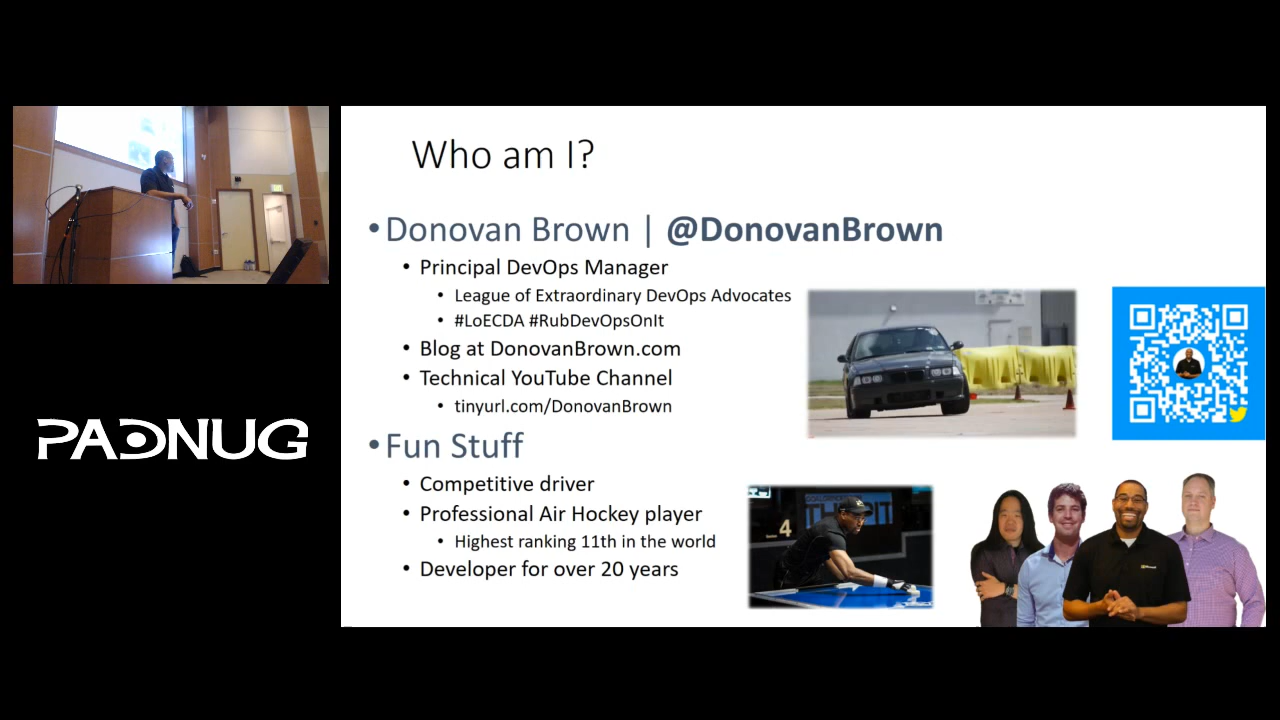 Who am I?
•Donovan Brown | @DonovanBrown
• Principal DevOps Manager
• League of Extraordinary DevOps Advocates
• #LoECDA #RubDevOpsOnIt
• Blog at DonovanBrown.com
• Technical YouTube Channel
• tinyurl.com/DonovanBrown
•Fun Stuff
• Competitive driver
• Professional Air Hockey player
• Highest ranking 11th in the world
• Developer for over 20 years
4
PADNUG